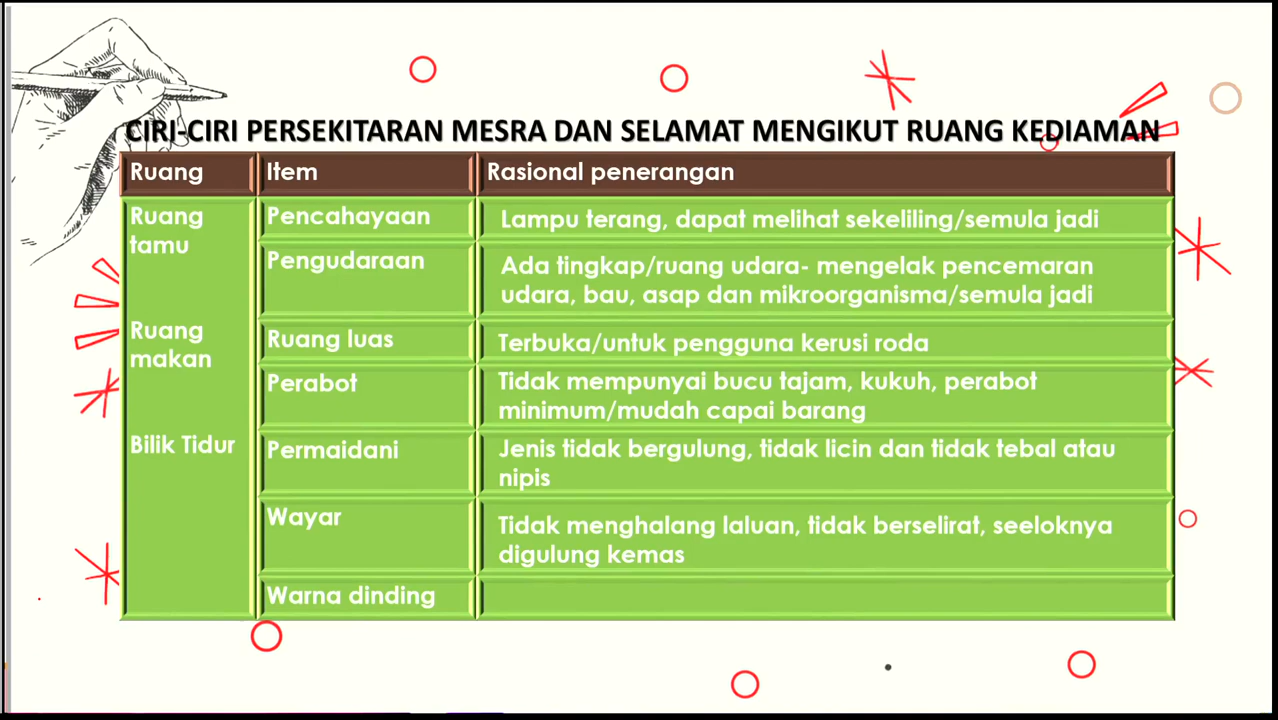 CIRI-CIRI PERSEKITARAN MESRA DAN SELAMAT MENGIKUT RUANG KEDIAMAN
Ruang
Item
Rasional penerangan
Ruang
tamu
Ruang
makan
Bilik Tidur
Pencahayaan
Lampu terang, dapat melihat sekeliling/semula jadi
Pengudaraan
Ada tingkap/ruang udara- mengelak pencemaran
udara, bau, asap dan mikroorganisma/semula jadi
Ruang luas
Terbuka/untuk pengguna kerusi roda
Perabot
Tidak mempunyai bucu tajam, kukuh, perabot
minimum/mudah capai barang
Permaidani
Jenis tidak bergulung, tidak licin dan tidak tebal atau
nipis
Wayar
Tidak menghalang laluan, tidak berselirat, seeloknya
digulung kemas
Warna dinding